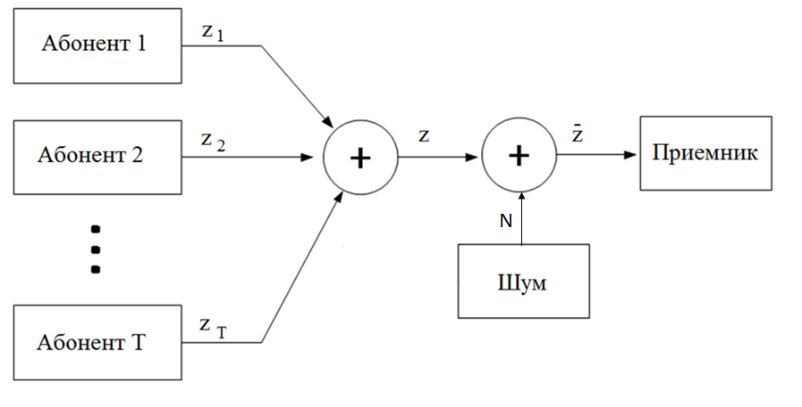 Абонент 1
z 1
Абонент 2
z 2
+
z
+
z̄
Приемник
N
Шум
Абонент T
z T